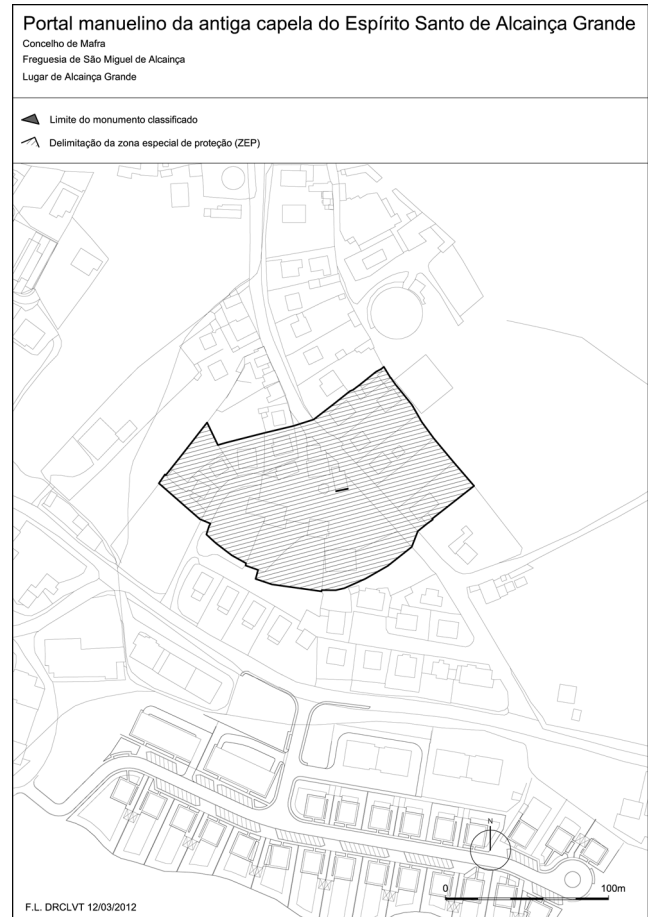 Portal manuelino da antiga capela do Espírito Santo de Alcainça Grande
Concelho de Mafra
Freguesia de São Miguel de Alcainça
Lugar de Alcainça Grande
Limite do monumento classificado
Delimitação da zona especial de proteção (ZEP)
N
0 100m
F.L. DRCLVT 12/03/2012